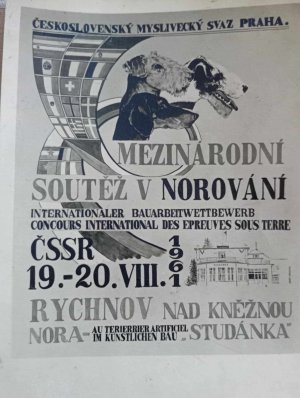 ČESKOSLOVENSKÝ MYSLIVECKÝ SVAZ PRAHA.
MEZINÁRODNÍ
SOUTĚŽ V NOROVÁNÍ
INTERNATIONALER BAUARBEITWETTBEWERB
CONCOURS INTERNATIONAL DES EPREUVES SOUS TERRE
ČSSR 1961
19.-20.VIII.
RYCHNOV NAD KNĚŽNOU
NORA- AU TERIERRIER ARTIFICIEL „STUDÁNKA“
IM KÜNSTLICHEN BAU